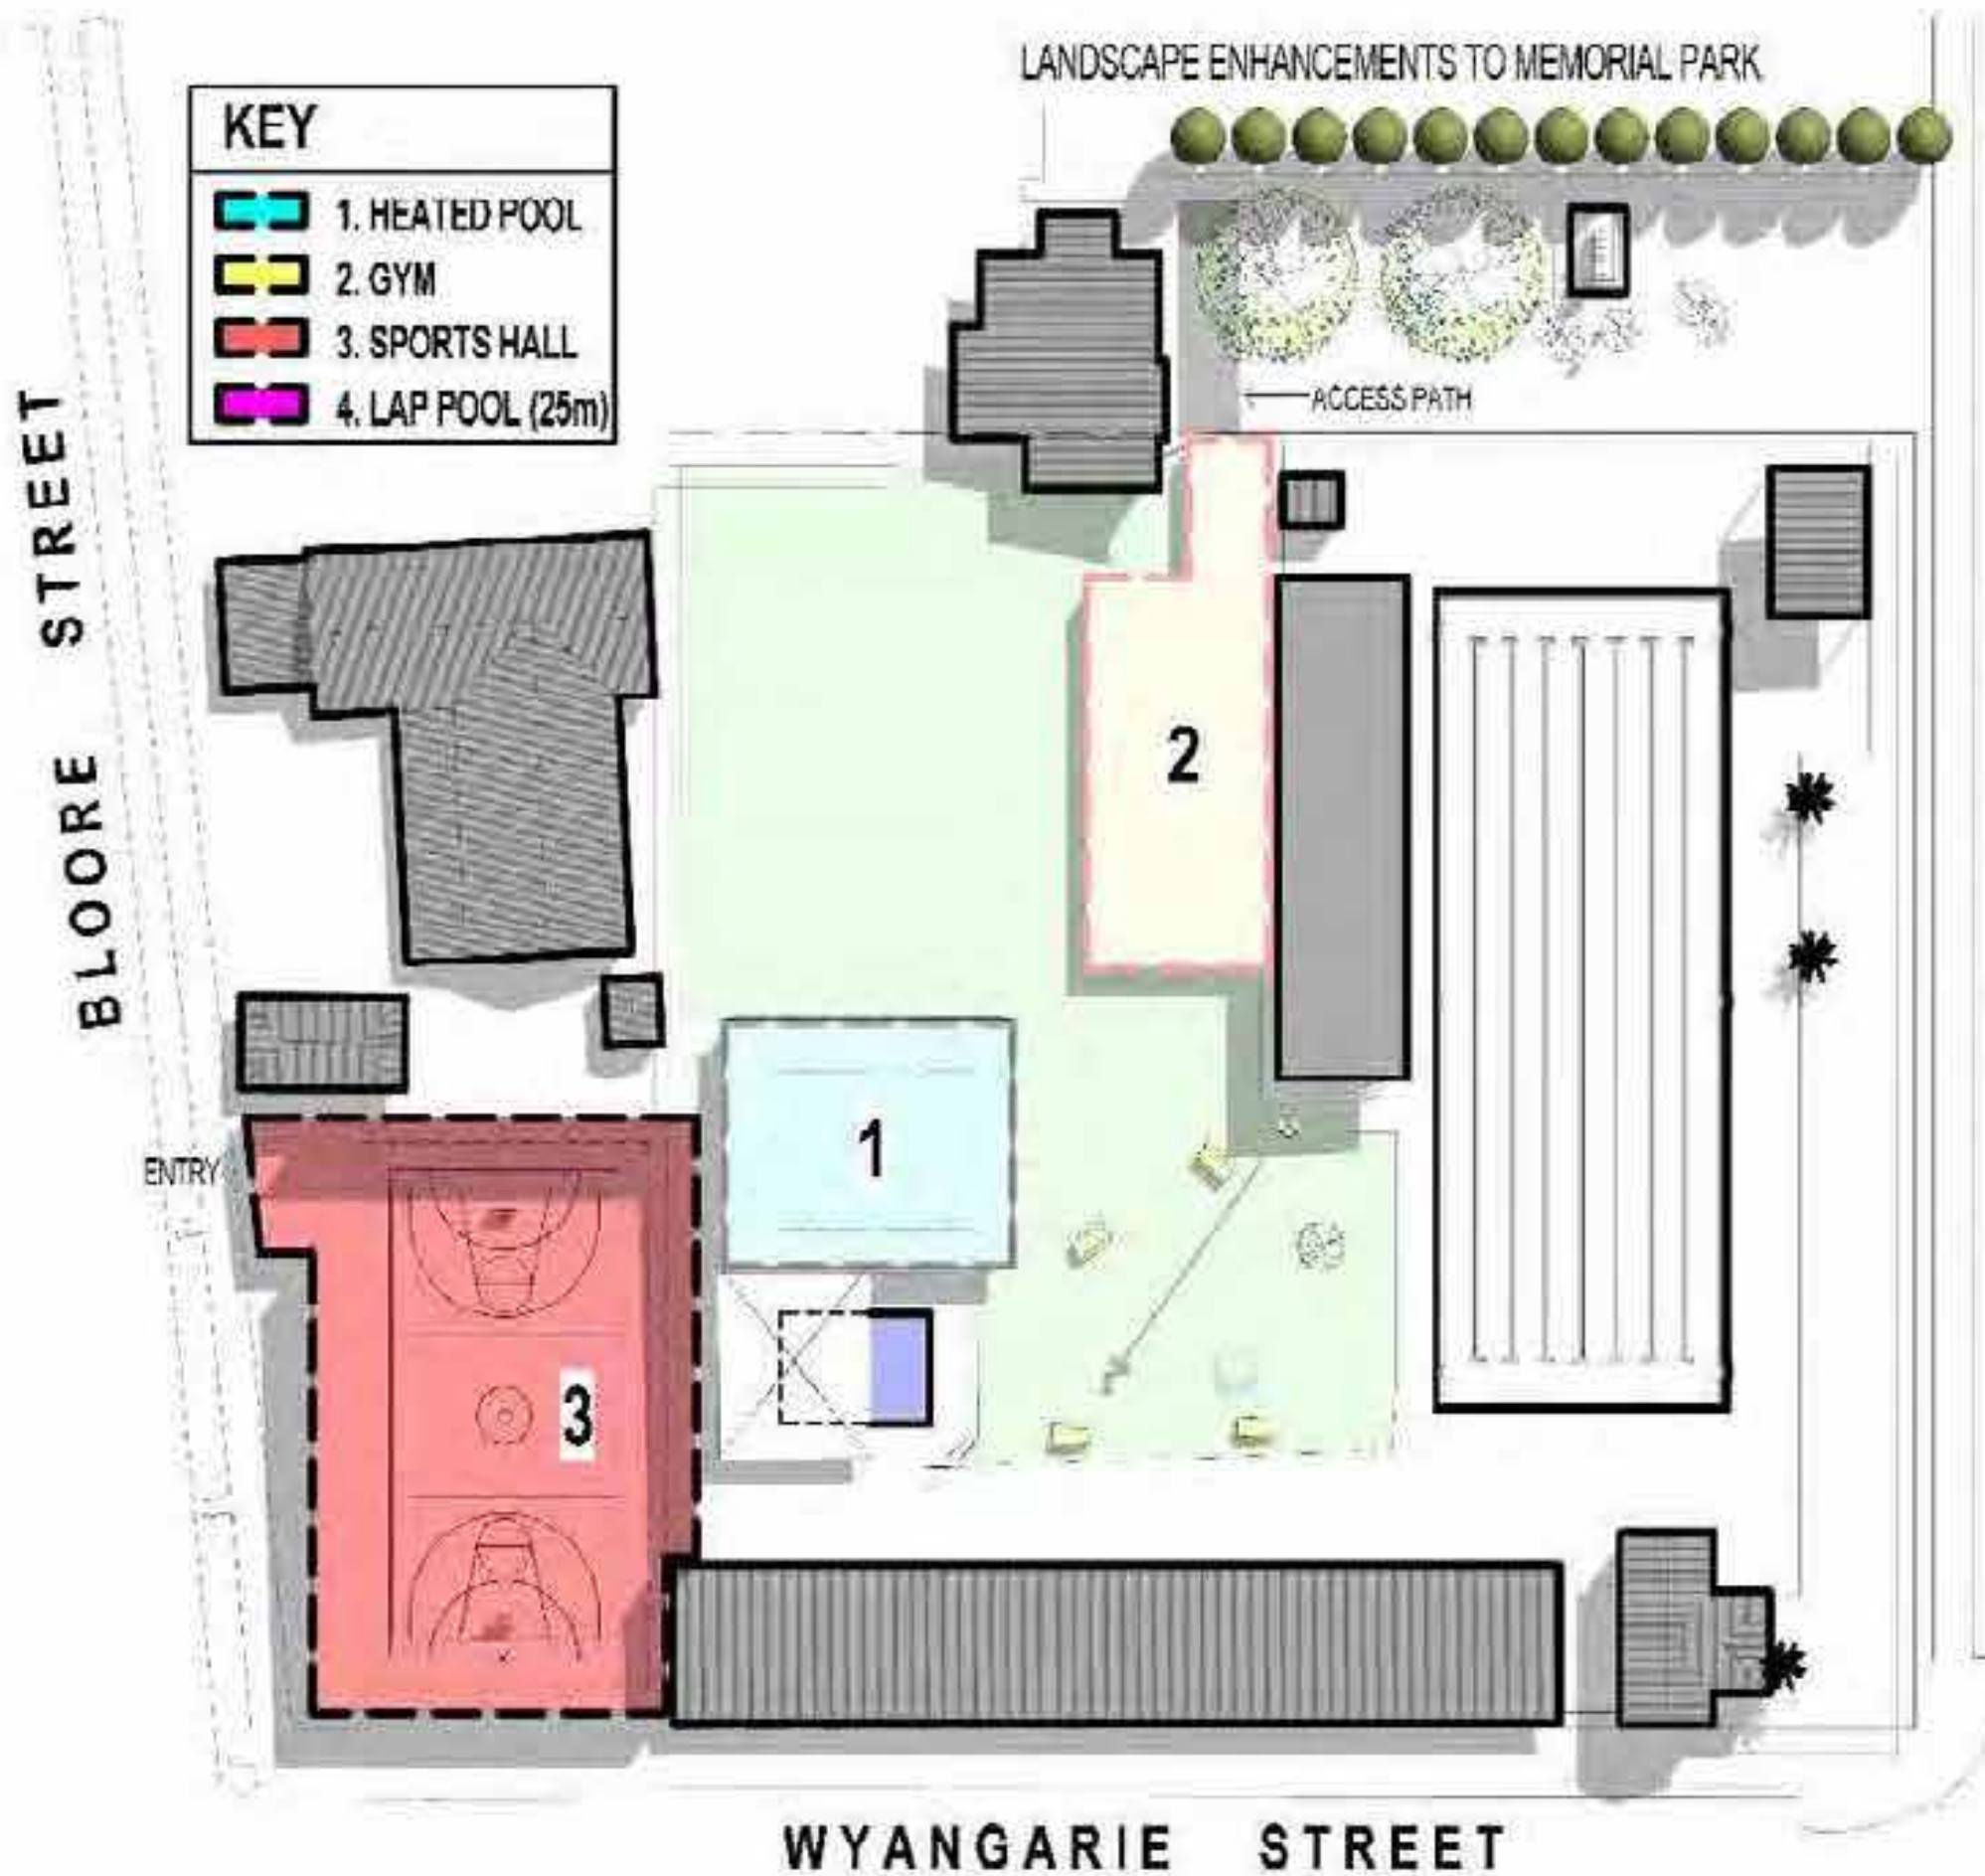 LANDSCAPE ENHANCEMENTS TO MEMORIAL PARK
KEY
1. HEATED POOL
2. GYM
3. SPORTS HALL
4. LAP POOL (25m)
ACCESS PATH
BLOORE STREET
2
1
ENTRY
3
WYANGARIE STREET